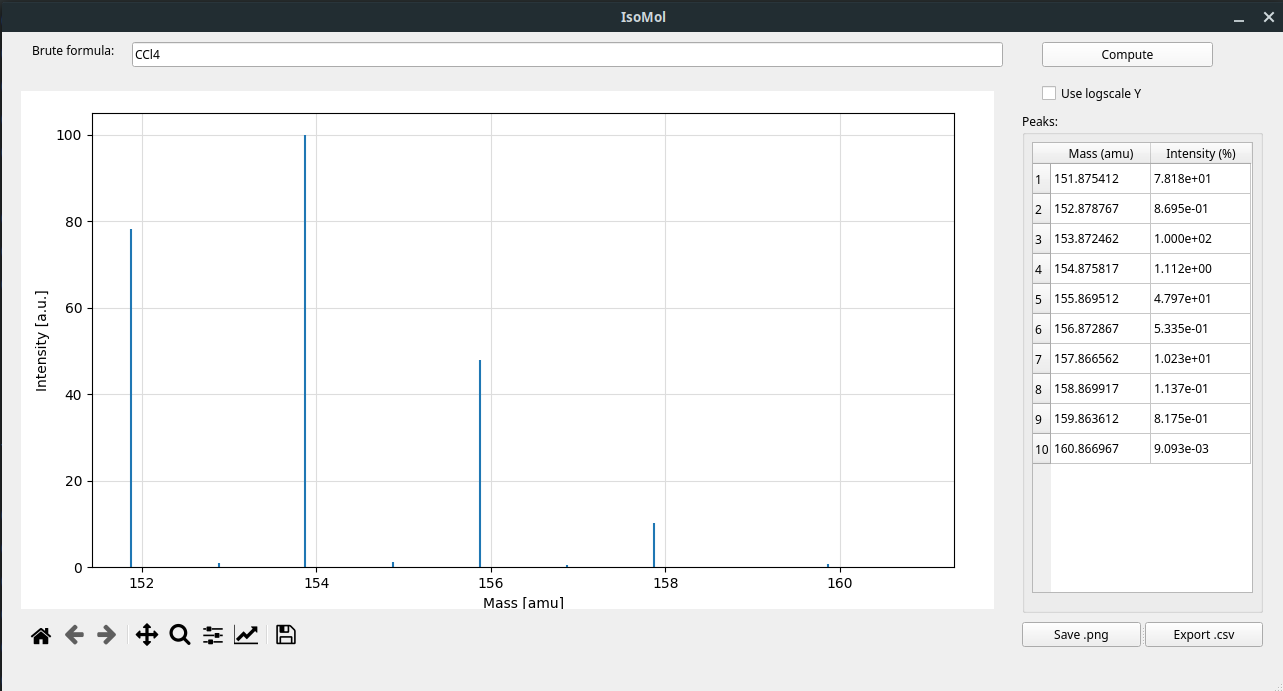 IsoMol
Brute formula: CCl4 Compute
Use logscale Y
Peaks:
Mass (amu) Intensity (%)
1 151.875412 7.818e+01
2 152.878767 8.695e-01
3 153.872462 1.000e+02
4 154.875817 1.112e+00
5 155.869512 4.797e+01
6 156.872867 5.335e-01
7 157.866562 1.023e+01
8 158.869917 1.137e-01
9 159.863612 8.175e-01
10 160.866967 9.093e-03
100
80
60
40
20
0
Intensity [a.u.]
152 154 156 158 160
Mass [amu]
Save .png Export .csv